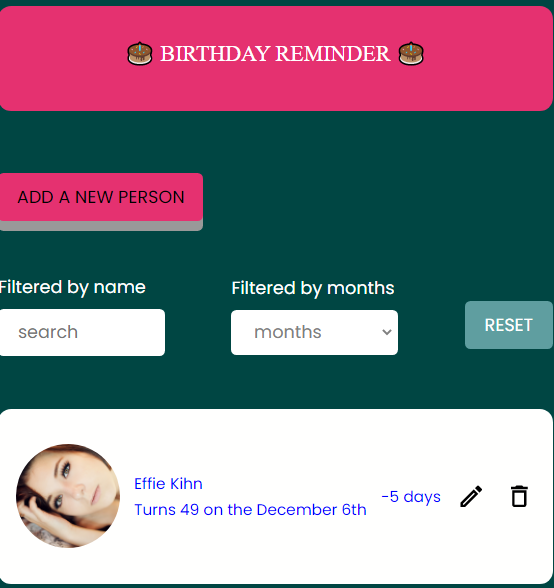 🎂 BIRTHDAY REMINDER 🎂
ADD A NEW PERSON
Filtered by name
Filtered by months
search
months
RESET
Effie Kihn
Turns 49 on the December 6th
-5 days